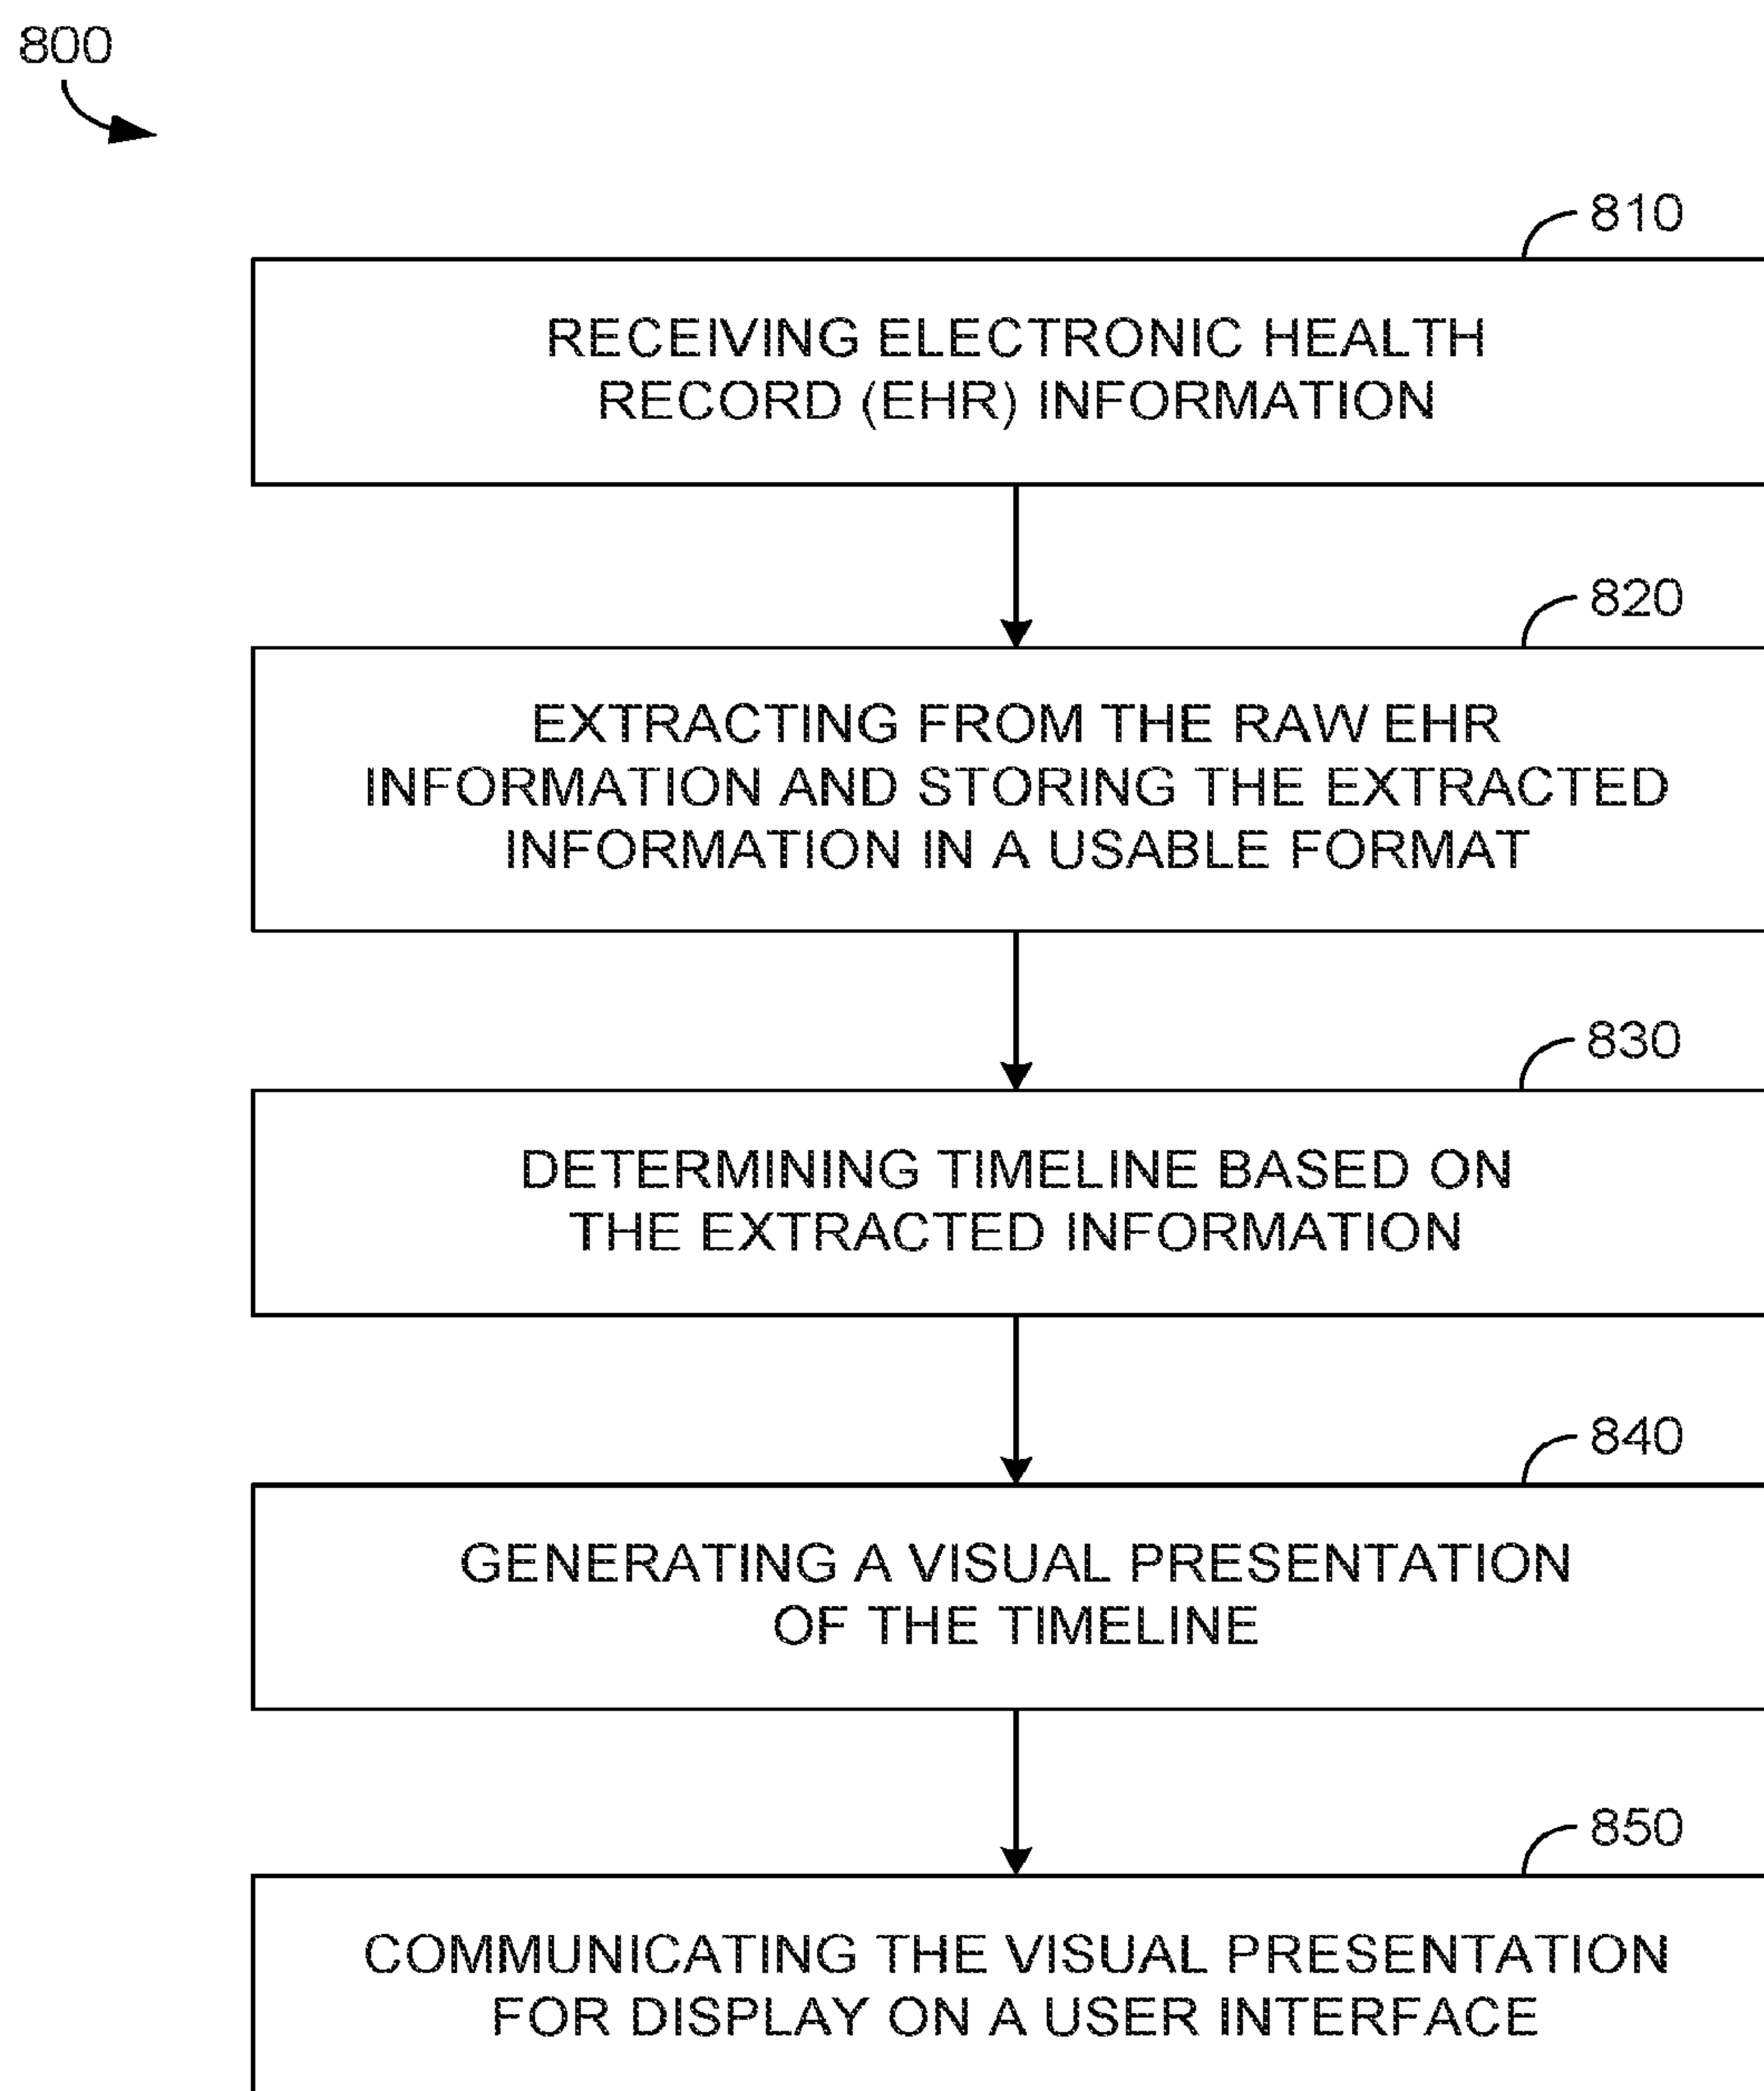 800
810
RECEIVING ELECTRONIC HEALTH
RECORD (EHR) INFORMATION
820
EXTRACTING FROM THE RAW EHR
INFORMATION AND STORING THE EXTRACTED
INFORMATION IN A USABLE FORMAT
830
DETERMINING TIMELINE BASED ON
THE EXTRACTED INFORMATION
840
GENERATING A VISUAL PRESENTATION
OF THE TIMELINE
850
COMMUNICATING THE VISUAL PRESENTATION
FOR DISPLAY ON A USER INTERFACE